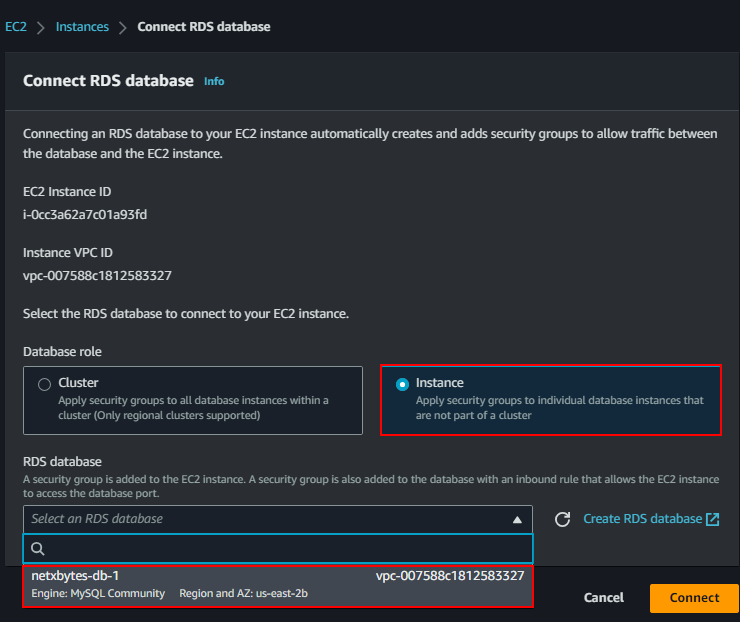 EC2 > Instances > Connect RDS database
Connect RDS database Info
Connecting an RDS database to your EC2 instance automatically creates and adds security groups to allow traffic between
the database and the EC2 instance.
EC2 Instance ID
i-0cc3a62a7c01a93fd
Instance VPC ID
vpc-007588c1812583327
Select the RDS database to connect to your EC2 instance.
Database role
Cluster
Apply security groups to all database instances within a
cluster (Only regional clusters supported)
Instance
Apply security groups to individual database instances that
are not part of a cluster
RDS database
A security group is added to the EC2 instance. A security group is also added to the database with an inbound rule that allows the EC2 instance
to access the database port.
Select an RDS database
Create RDS database
netxbytes-db-1 vpc-007588c1812583327
Engine: MySQL Community Region and AZ: us-east-2b
Cancel Connect